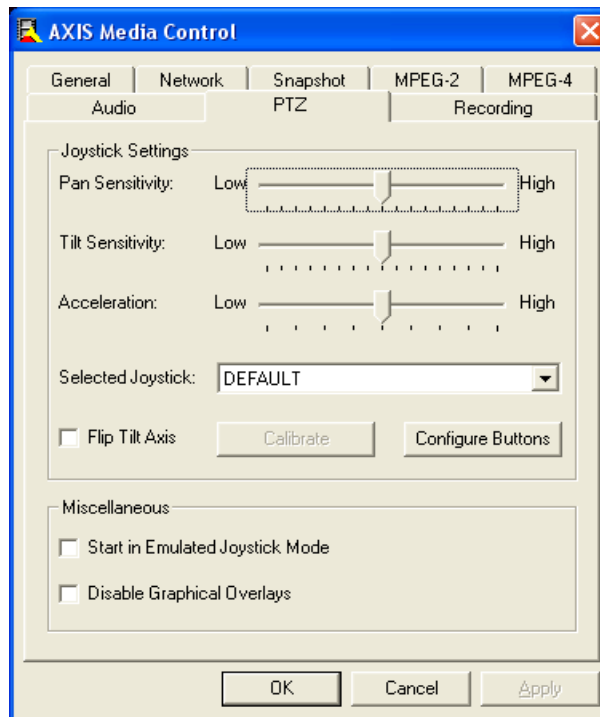 AXIS Media Control
General Network Snapshot MPEG-2 MPEG-4
Audio PTZ Recording
Joystick Settings
Pan Sensitivity: Low High
Tilt Sensitivity: Low High
Acceleration: Low High
Selected Joystick: DEFAULT
Flip Tilt Axis Calibrate Configure Buttons
Miscellaneous
Start in Emulated Joystick Mode
Disable Graphical Overlays
OK Cancel Apply